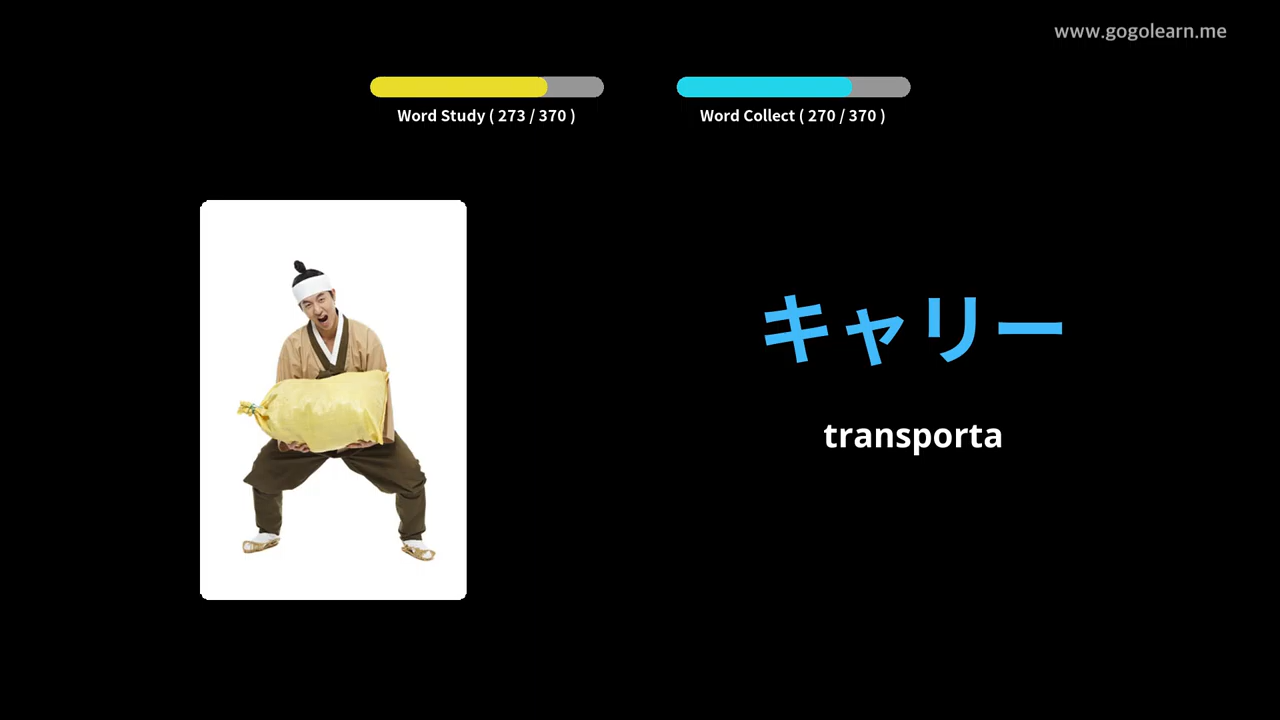 www.gogolearn.me
Word Study ( 273 / 370 )
Word Collect ( 270 / 370 )
キャリー
transporta